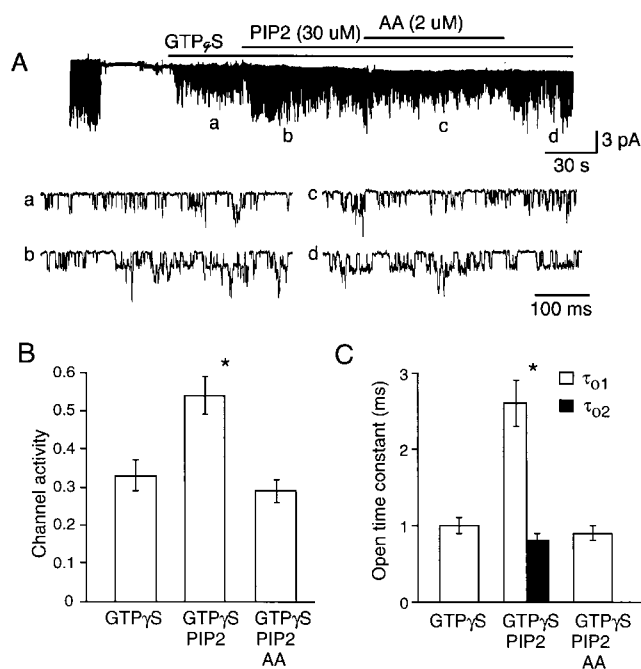 A
GTPγS
PIP2 (30 uM)
AA (2 uM)
a
b
c
d
3 pA
30 s
a
c
b
d
100 ms
B
*
Channel activity
0.6
0.5
0.4
0.3
0.2
0.1
0
GTPγS
GTPγS
PIP2
GTPγS
PIP2
AA
C
*
τo1
τo2
Open time constant (ms)
3
2
1
0
GTPγS
GTPγS
PIP2
GTPγS
PIP2
AA